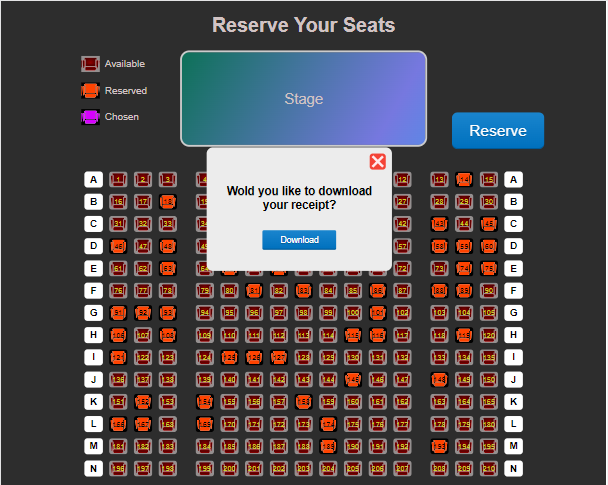 Reserve Your Seats
Available
Reserved
Chosen
Stage
Reserve
Wold you like to download
your receipt?
Download
A 1 2 3 4 12 13 14 15 A
B 16 17 18 19 27 28 29 30 B
C 31 32 33 34 42 43 44 45 C
D 46 47 48 49 57 58 59 60 D
E 61 62 63 64 72 73 74 75 E
F 76 77 78 79 80 81 82 83 84 85 86 87 88 89 90 F
G 91 92 93 94 95 96 97 98 99 100 101 102 103 104 105 G
H 106 107 108 109 110 111 112 113 114 115 116 117 118 119 120 H
I 121 122 123 124 125 126 127 128 129 130 131 132 133 134 135 I
J 136 137 138 139 140 141 142 143 144 145 146 147 148 149 150 J
K 151 152 153 154 155 156 157 158 159 160 161 162 163 164 165 K
L 166 167 168 169 170 171 172 173 174 175 176 177 178 179 180 L
M 181 182 183 184 185 186 187 188 189 190 191 192 193 194 195 M
N 196 197 198 199 200 201 202 203 204 205 206 207 208 209 210 N